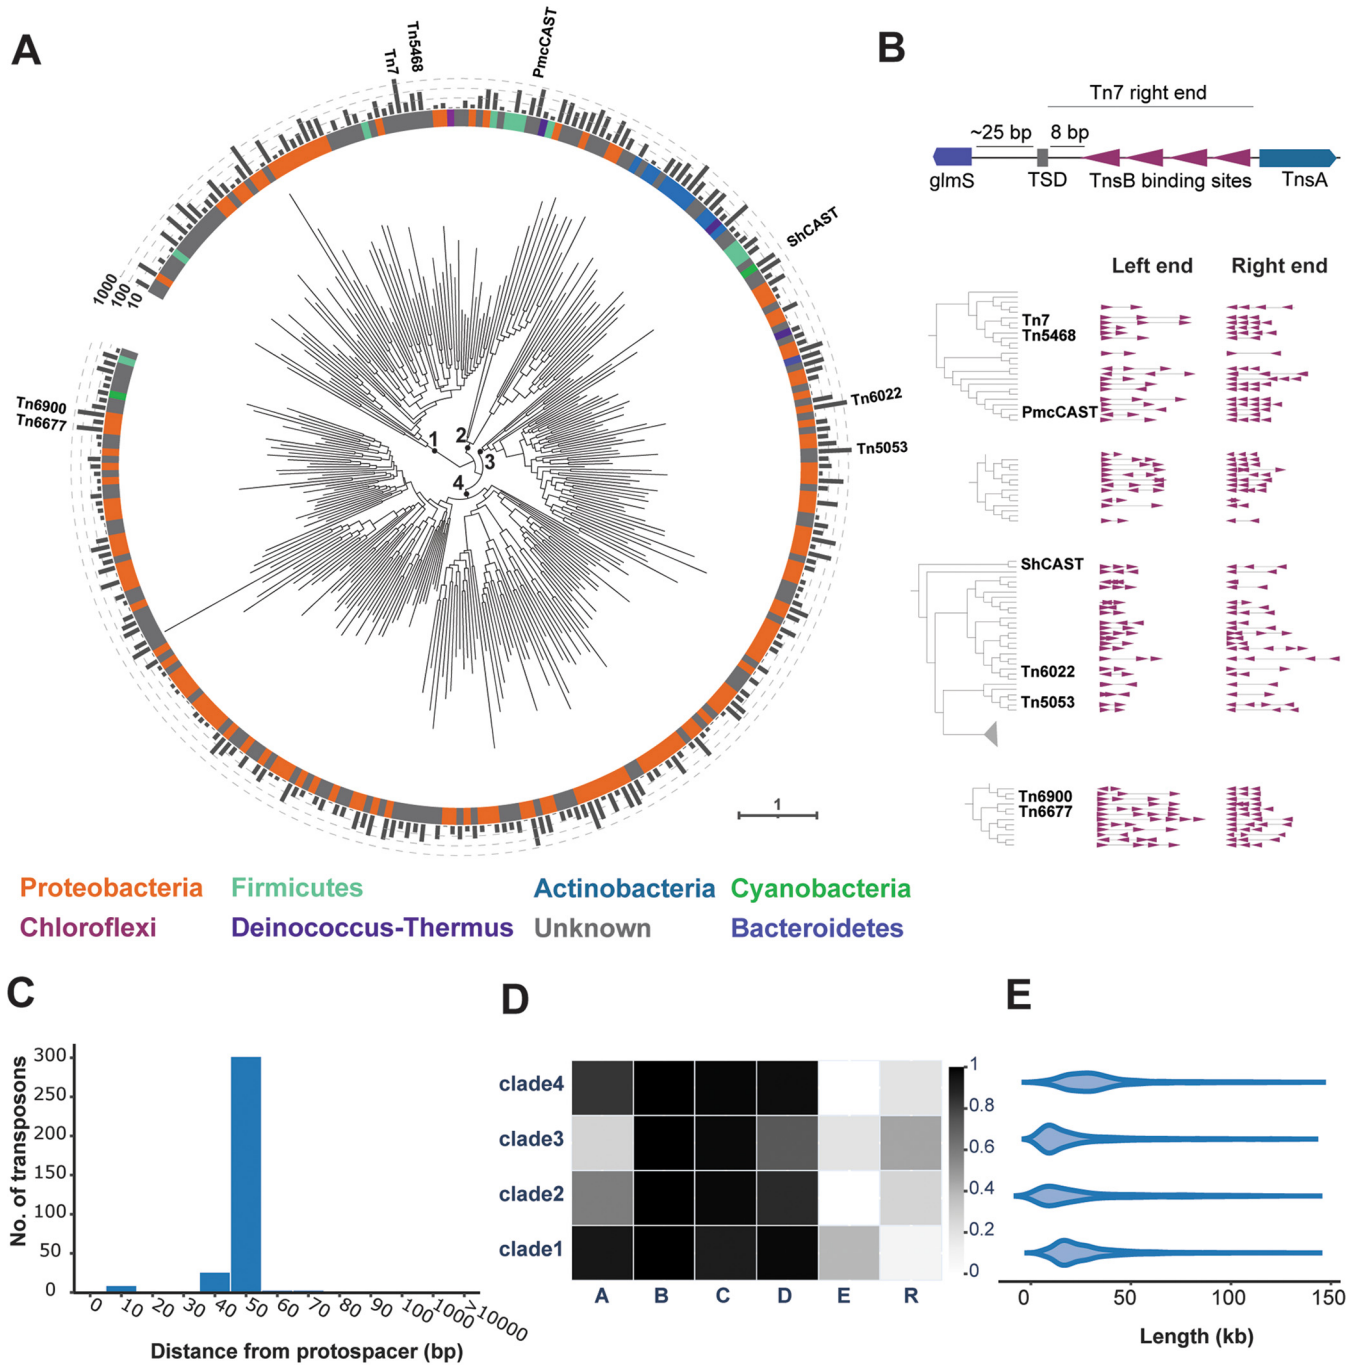 A
Tn7
Tn5468
PmcCAST
ShCAST
Tn6022
Tn5053
1000
100
10
Tn6900
Tn6677
1
2
3
4
1
Proteobacteria Firmicutes Actinobacteria Cyanobacteria
Chloroflexi Deinococcus-Thermus Unknown Bacteroidetes
B
Tn7 right end
~25 bp 8 bp
glmS TSD TnsB binding sites TnsA
Left end Right end
Tn7
Tn5468
PmcCAST
ShCAST
Tn6022
Tn5053
Tn6900
Tn6677
C
No. of transposons
300
250
200
150
100
50
0
0 10 20 30 40 50 60 70 80 90 100 1000 >10000
Distance from protospacer (bp)
D
clade4
clade3
clade2
clade1
A B C D E R
1
0.8
0.6
0.4
0.2
0
E
0 50 100 150
Length (kb)